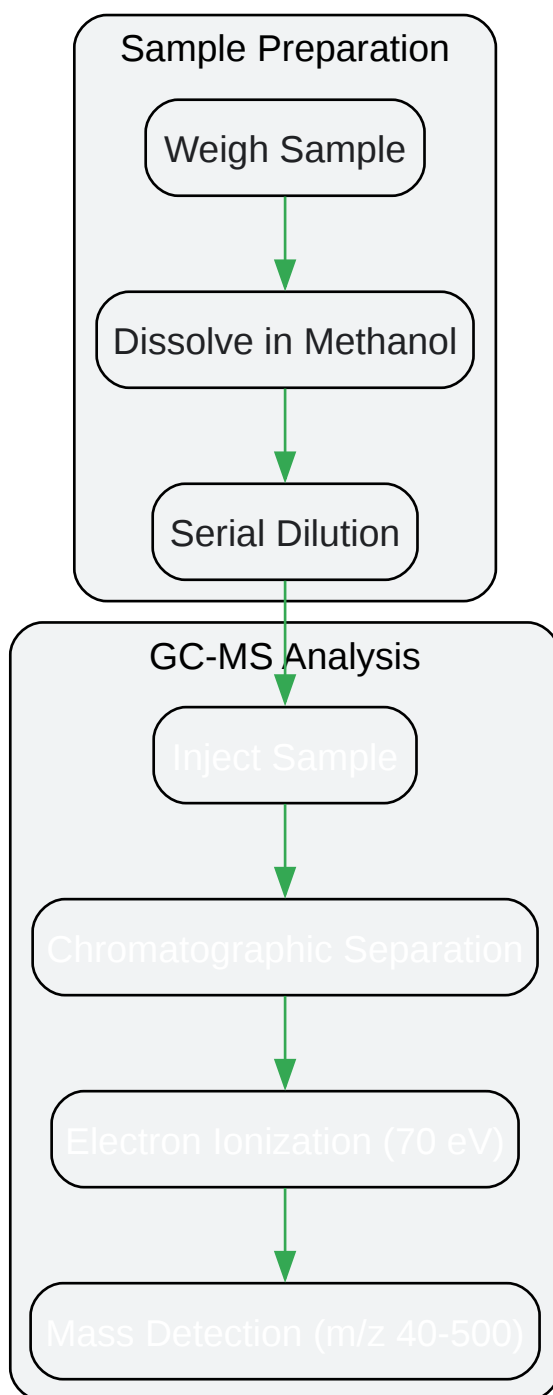 Sample Preparation
Weigh Sample
Dissolve in Methanol
Serial Dilution
GC-MS Analysis
Inject Sample
Chromatographic Separation
Electron Ionization (70 eV)
Mass Detection (m/z 40-500)